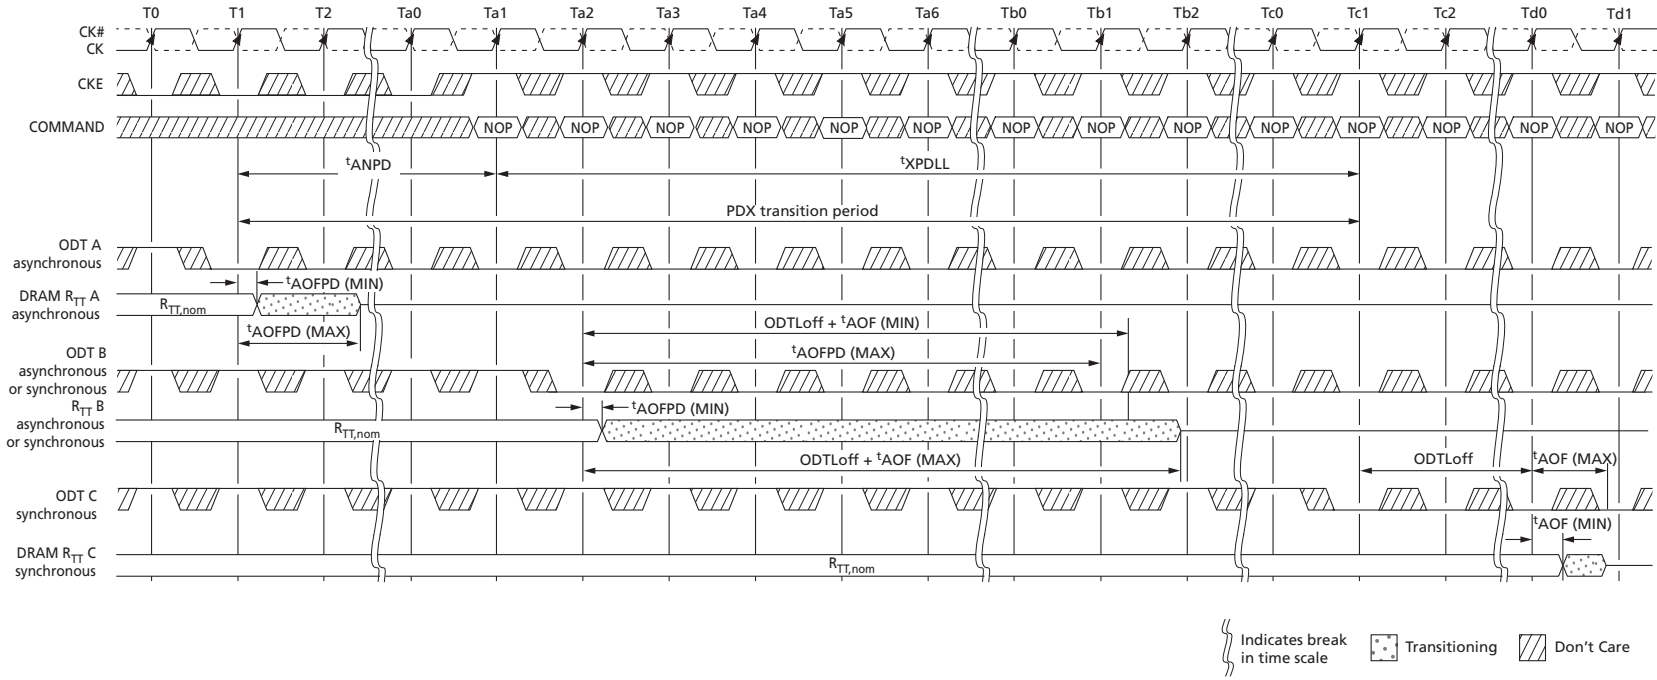 T0 T1 T2 Ta0 Ta1 Ta2 Ta3 Ta4 Ta5 Ta6 Tb0 Tb1 Tb2 Tc0 Tc1 Tc2 Td0 Td1
CK#
CK
CKE
COMMAND NOP NOP NOP NOP NOP NOP NOP NOP NOP NOP NOP NOP NOP NOP
tANPD tXPDLL
PDX transition period
ODT A
asynchronous
tAOFPD (MIN)
DRAM RTT A
asynchronous
RTT,nom
tAOFPD (MAX)
ODTLoff + tAOF (MIN)
tAOFPD (MAX)
ODT B
asynchronous
or synchronous
tAOFPD (MIN)
RTT B
asynchronous
or synchronous
RTT,nom
ODTLoff + tAOF (MAX)
ODTLoff tAOF (MAX)
ODT C
synchronous
tAOF (MIN)
DRAM RTT C
synchronous
RTT,nom
Indicates break
in time scale
Transitioning
Don't Care